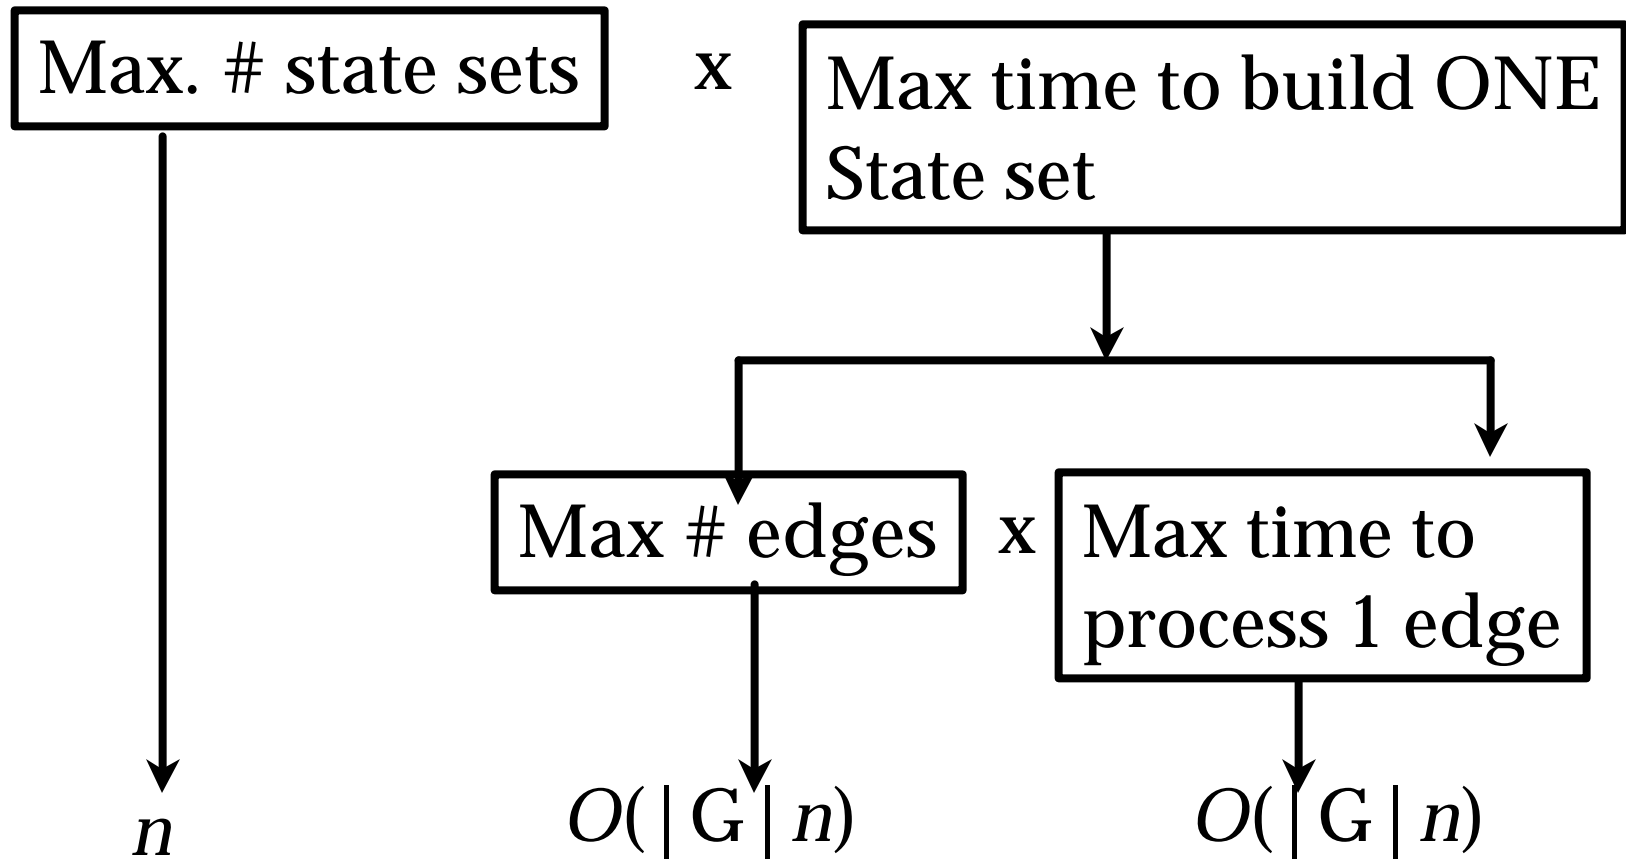 Max. # state sets
x
Max time to build ONE
State set
Max # edges
x
Max time to
process 1 edge
n
O(|G|n)
O(|G|n)